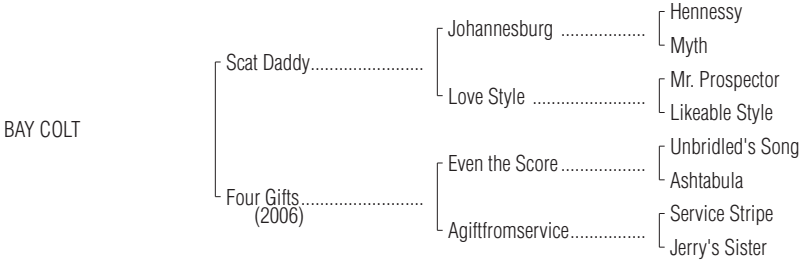 Hennessy
Johannesburg ..................
Myth
Scat Daddy........................
Mr. Prospector
Love Style ........................
Likeable Style
BAY COLT
Unbridled's Song
Even the Score..................
Ashtabula
Four Gifts..........................
(2006)
Service Stripe
Agiftfromservice................
Jerry's Sister